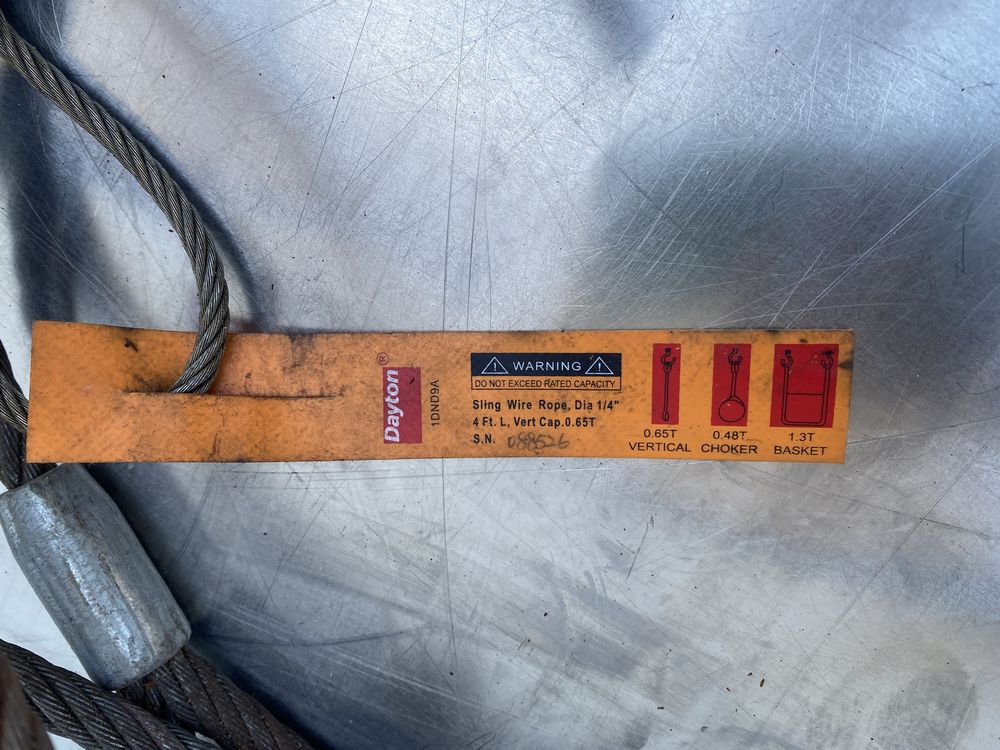 Dayton®
1DND9A
WARNING
DO NOT EXCEED RATED CAPACITY
Sling Wire Rope, Dia 1/4"
4 Ft. L, Vert Cap.0.65T
S.N. 088526
0.65T
VERTICAL
0.48T
CHOKER
1.3T
BASKET